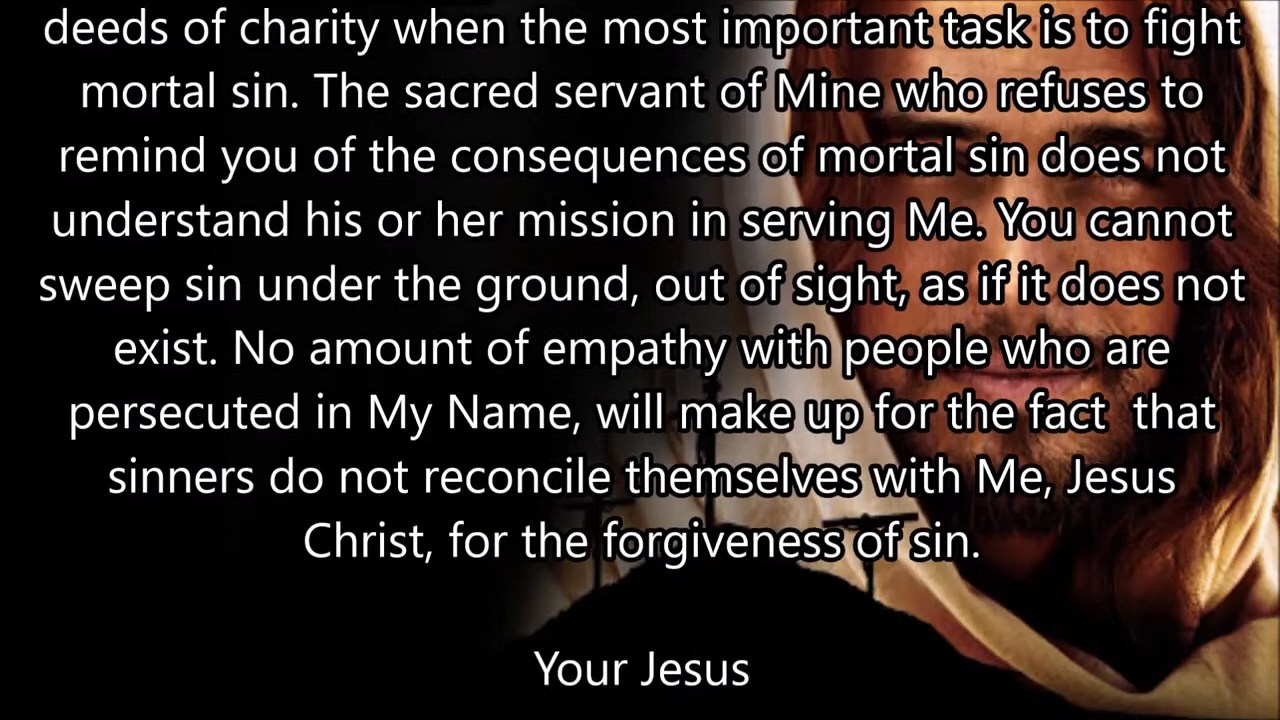 deeds of charity when the most important task is to fight
mortal sin. The sacred servant of Mine who refuses to
remind you of the consequences of mortal sin does not
understand his or her mission in serving Me. You cannot
sweep sin under the ground, out of sight, as if it does not
exist. No amount of empathy with people who are
persecuted in My Name, will make up for the fact  that
sinners do not reconcile themselves with Me, Jesus
Christ, for the forgiveness of sin.
Your Jesus